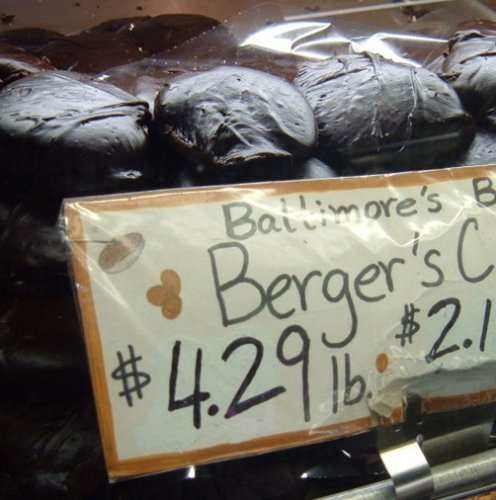 Baltimore's B
Berger's C
$4.29 lb. $2.1